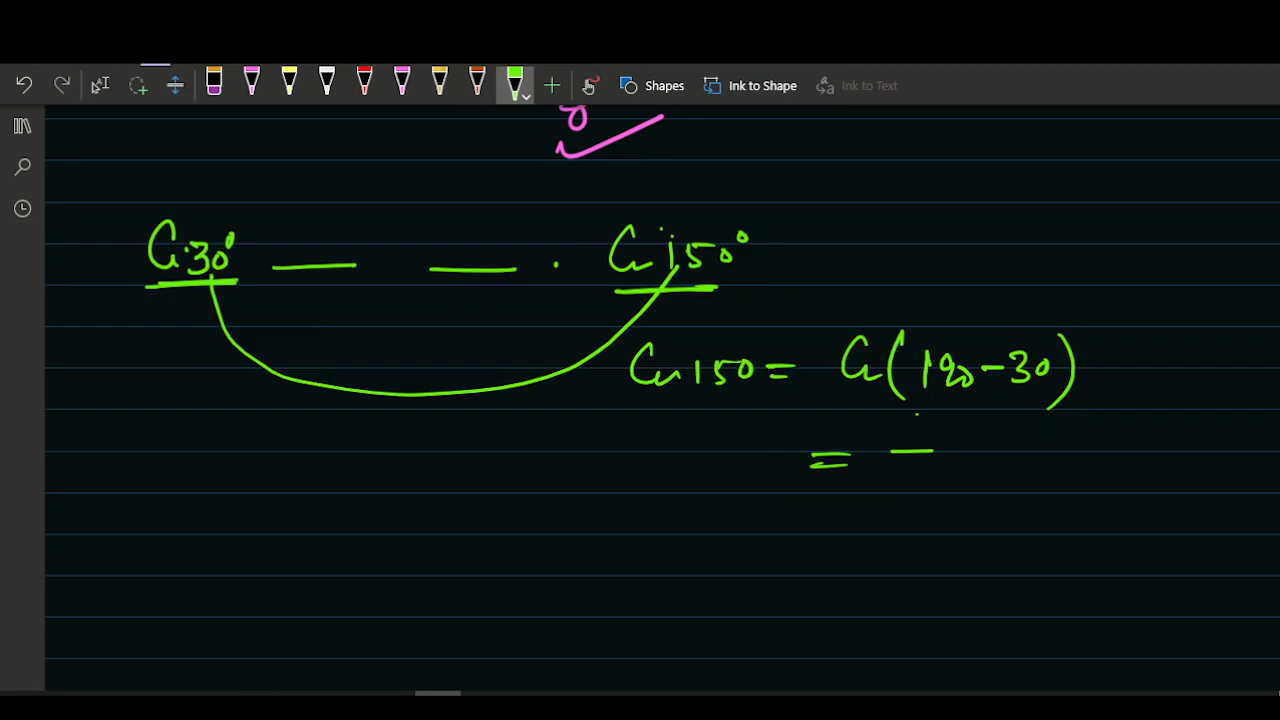 Shapes Ink to Shape Ink to Text
Cos 30° — — . Cos 150°
Cos 150 = Cos (180 - 30)
= —